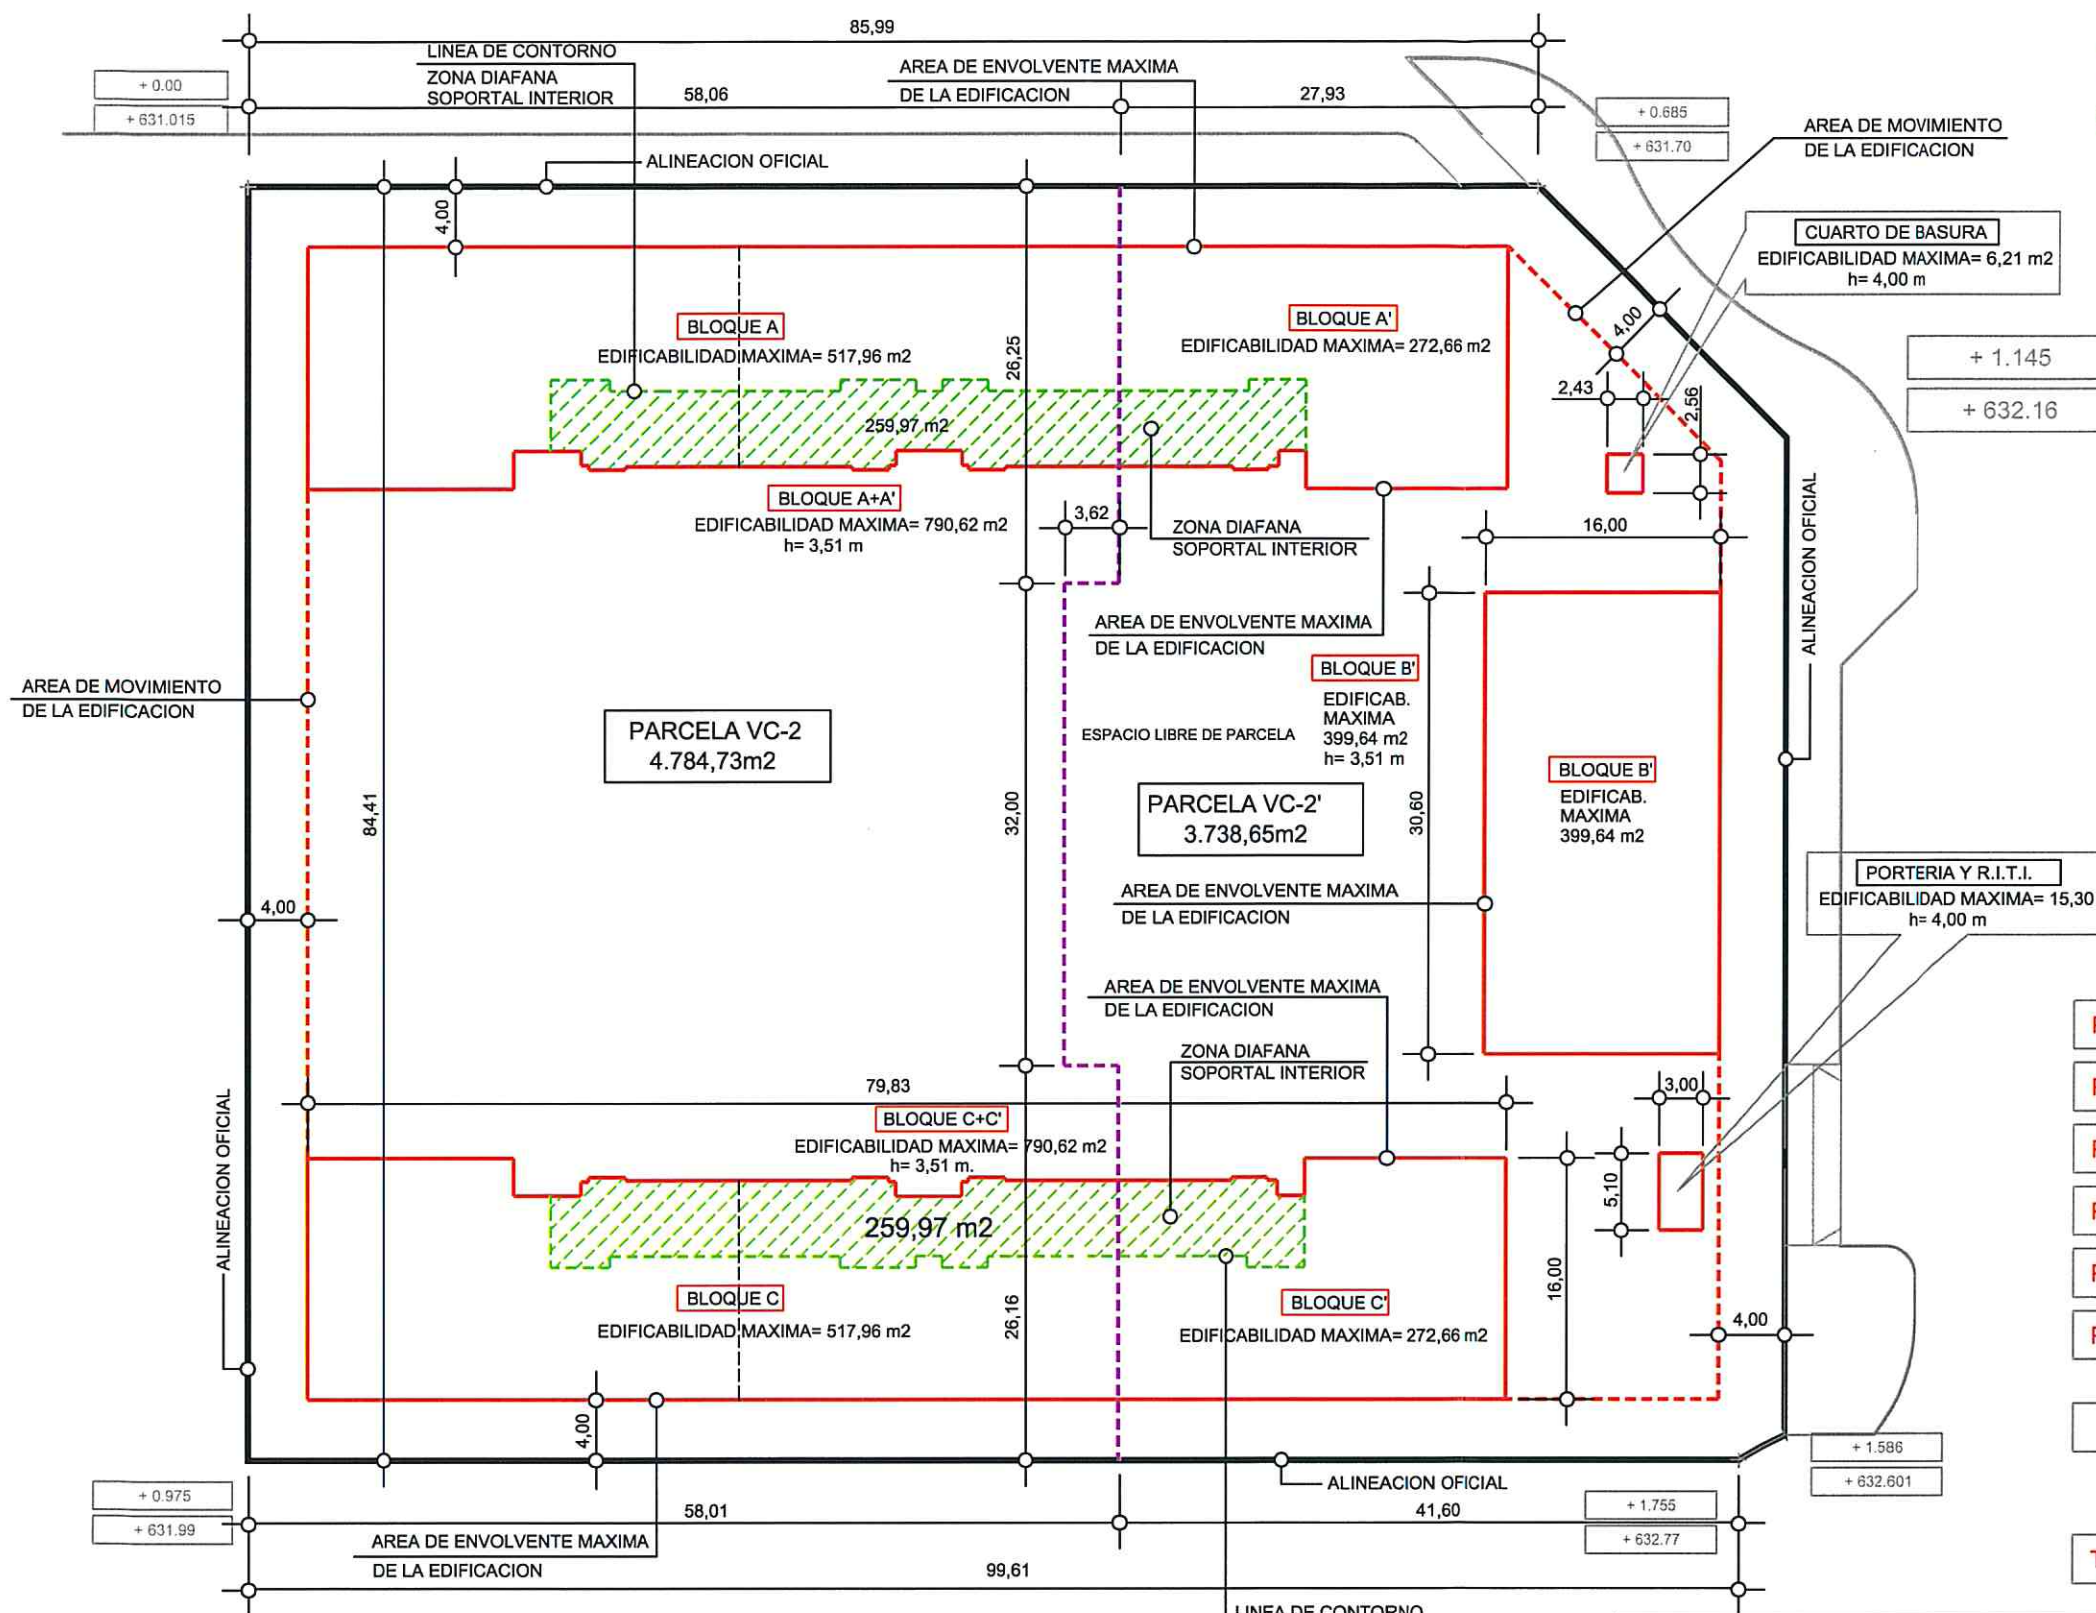 85,99
LINEA DE CONTORNO
ZONA DIAFANA
SOPORTAL INTERIOR
58,06
AREA DE ENVOLVENTE MAXIMA
DE LA EDIFICACION
27,93
+ 0.00
+ 631.015
+ 0.685
+ 631.70
AREA DE MOVIMIENTO
DE LA EDIFICACION
ALINEACION OFICIAL
4,00
CUARTO DE BASURA
EDIFICABILIDAD MAXIMA= 6,21 m2
h= 4,00 m
BLOQUE A
EDIFICABILIDAD MAXIMA= 517,96 m2
26,25
BLOQUE A'
EDIFICABILIDAD MAXIMA= 272,66 m2
4,00
+ 1.145
+ 632.16
2,43
2,56
259,97 m2
BLOQUE A+A'
EDIFICABILIDAD MAXIMA= 790,62 m2
h= 3,51 m
3,62
ZONA DIAFANA
SOPORTAL INTERIOR
16,00
ALINEACION OFICIAL
AREA DE ENVOLVENTE MAXIMA
DE LA EDIFICACION
AREA DE MOVIMIENTO
DE LA EDIFICACION
PARCELA VC-2
4.784,73m2
ESPACIO LIBRE DE PARCELA
BLOQUE B'
EDIFICAB.
MAXIMA
399,64 m2
h= 3,51 m
BLOQUE B'
EDIFICAB.
MAXIMA
399,64 m2
84,41
32,00
PARCELA VC-2'
3.738,65m2
30,60
PORTERIA Y R.I.T.I.
EDIFICABILIDAD MAXIMA= 15,30
h= 4,00 m
AREA DE ENVOLVENTE MAXIMA
DE LA EDIFICACION
4,00
AREA DE ENVOLVENTE MAXIMA
DE LA EDIFICACION
ZONA DIAFANA
SOPORTAL INTERIOR
79,83
3,00
BLOQUE C+C'
EDIFICABILIDAD MAXIMA= 790,62 m2
h= 3,51 m.
ALINEACION OFICIAL
5,10
259,97 m2
16,00
BLOQUE C
EDIFICABILIDAD MAXIMA= 517,96 m2
26,16
BLOQUE C'
EDIFICABILIDAD MAXIMA= 272,66 m2
4,00
4,00
+ 1.586
+ 632.601
ALINEACION OFICIAL
+ 0.975
+ 631.99
58,01
41,60
+ 1.755
+ 632.77
AREA DE ENVOLVENTE MAXIMA
DE LA EDIFICACION
99,61
LINEA DE CONTORNO